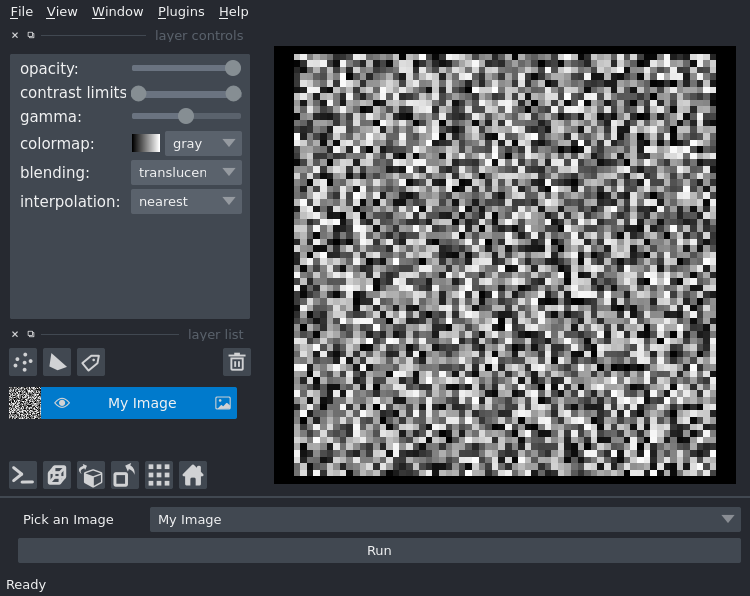 File View Window Plugins Help
layer controls
opacity:
contrast limits
gamma:
colormap: gray
blending: translucen
interpolation: nearest
layer list
My Image
Pick an Image My Image
Run
Ready